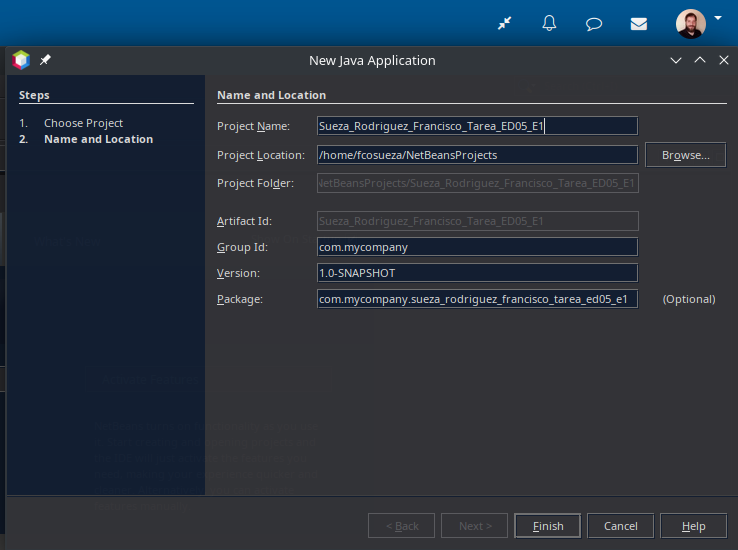 New Java Application
Steps
1. Choose Project
2. Name and Location
Name and Location
Project Name: Sueza_Rodriguez_Francisco_Tarea_ED05_E1
Project Location: /home/fcosueza/NetBeansProjects Browse...
Project Folder: NetBeansProjects/Sueza_Rodriguez_Francisco_Tarea_ED05_E1
Artifact Id: Sueza_Rodriguez_Francisco_Tarea_ED05_E1
Group Id: com.mycompany
Version: 1.0-SNAPSHOT
Package: com.mycompany.sueza_rodriguez_francisco_tarea_ed05_e1 (Optional)
< Back Next > Finish Cancel Help